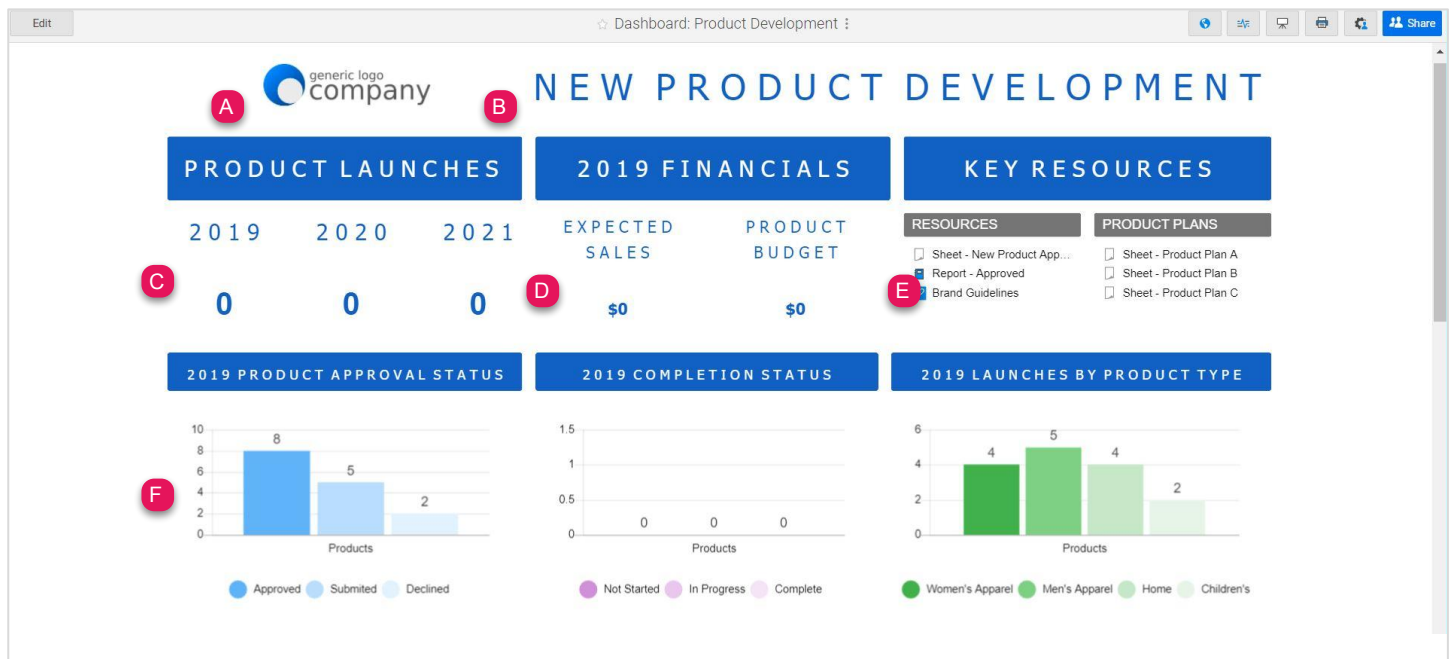 Edit
Dashboard: Product Development
Share
generic logo
company
A
B
NEW PRODUCT DEVELOPMENT
PRODUCT LAUNCHES
2019 FINANCIALS
KEY RESOURCES
2019 2020 2021
C
0 0 0
EXPECTED
SALES
PRODUCT
BUDGET
D
$0 $0
RESOURCES
Sheet - New Product App...
Report - Approved
E
Brand Guidelines
PRODUCT PLANS
Sheet - Product Plan A
Sheet - Product Plan B
Sheet - Product Plan C
2019 PRODUCT APPROVAL STATUS
2019 COMPLETION STATUS
2019 LAUNCHES BY PRODUCT TYPE
F
10
8
6
4
2
0
8
5
2
Products
Approved Submited Declined
1.5
1
0.5
0
0 0 0
Products
Not Started In Progress Complete
6
4
2
0
4
5
4
2
Products
Women's Apparel Men's Apparel Home Children's